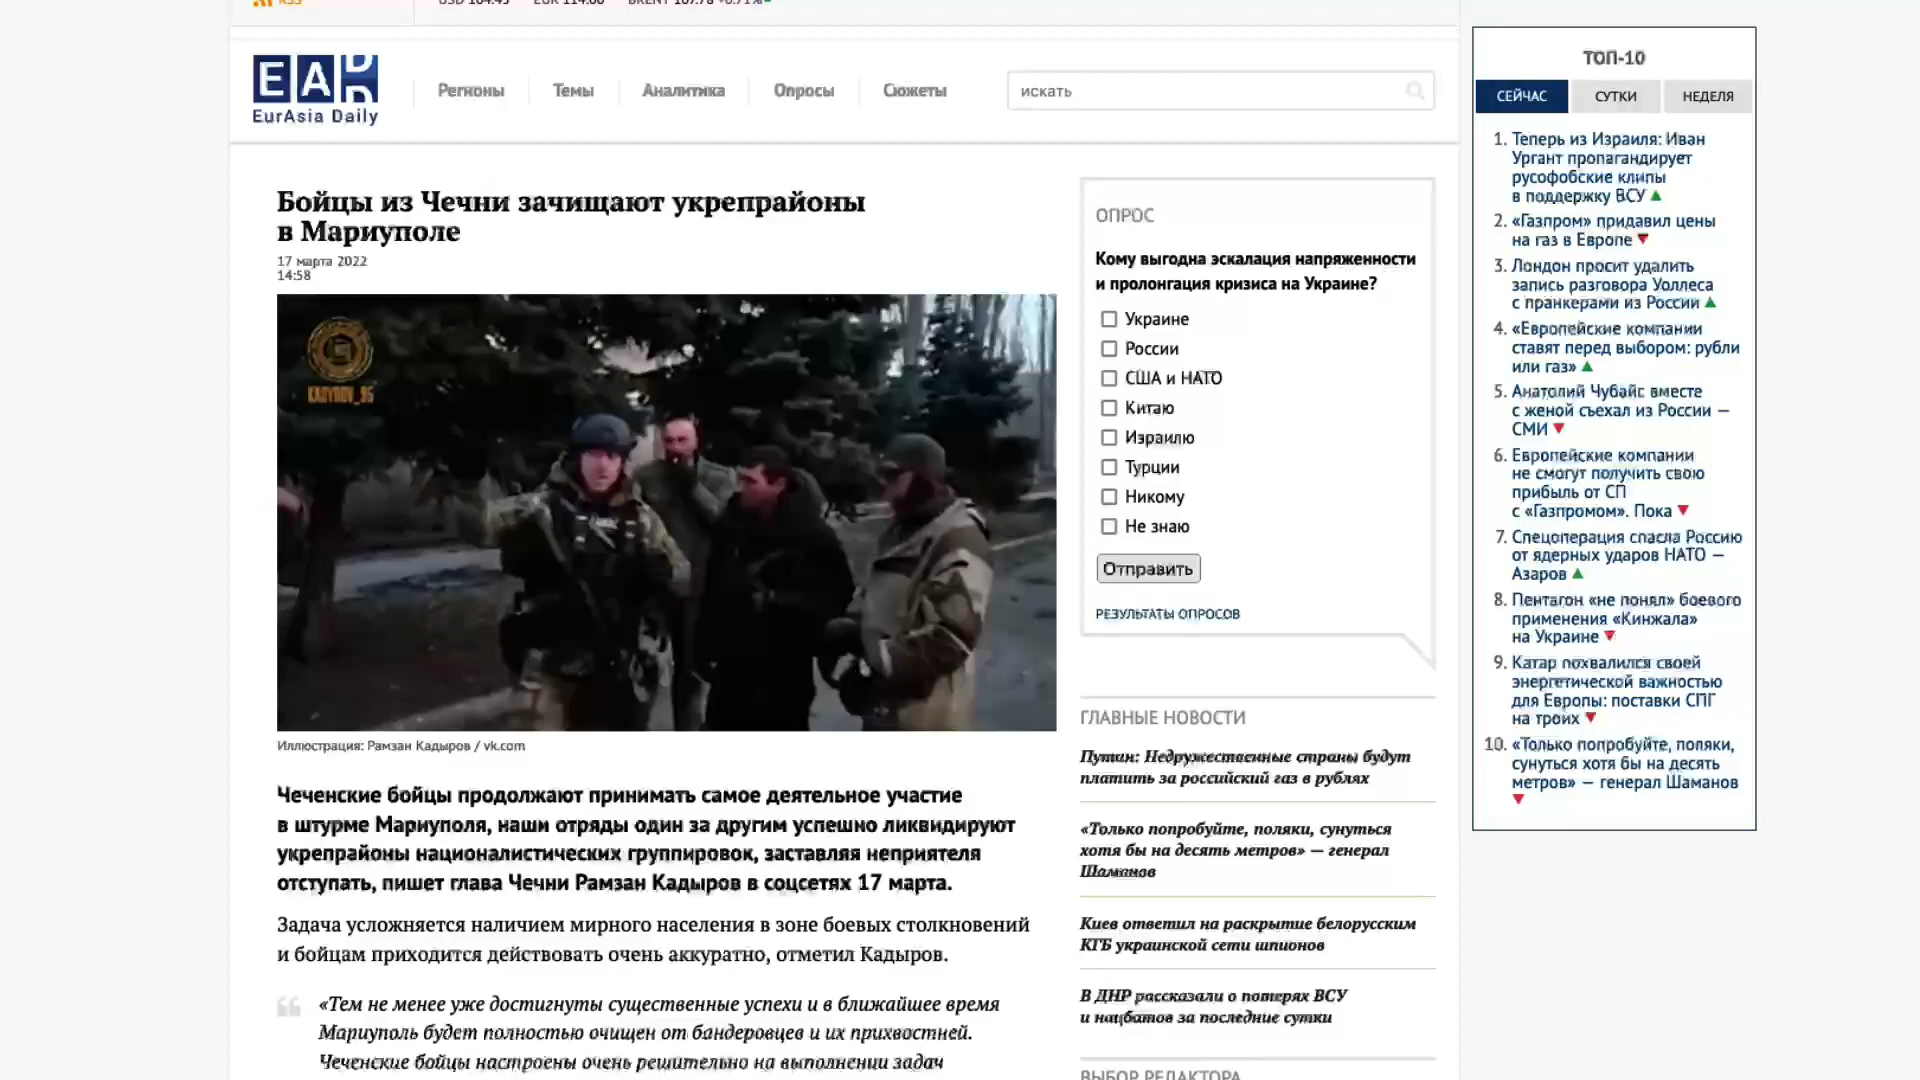 RSS
USD 104.45 EUR 114.00 BRENT 107.78 +0.71%
EAD
EurAsia Daily
Регионы
Темы
Аналитика
Опросы
Сюжеты
искать
Бойцы из Чечни зачищают укрепрайоны
в Мариуполе
17 марта 2022
14:58
KADYROV_95
Иллюстрация: Рамзан Кадыров / vk.com
Чеченские бойцы продолжают принимать самое деятельное участие
в штурме Мариуполя, наши отряды один за другим успешно ликвидируют
укрепрайоны националистических группировок, заставляя неприятеля
отступать, пишет глава Чечни Рамзан Кадыров в соцсетях 17 марта.
Задача усложняется наличием мирного населения в зоне боевых столкновений
и бойцам приходится действовать очень аккуратно, отметил Кадыров.
«Тем не менее уже достигнуты существенные успехи и в ближайшее время
Мариуполь будет полностью очищен от бандеровцев и их прихвостней.
Чеченские бойцы настроены очень решительно на выполнении задач
ОПРОС
Кому выгодна эскалация напряженности
и пролонгация кризиса на Украине?
Украине
России
США и НАТО
Китаю
Израилю
Турции
Никому
Не знаю
Отправить
РЕЗУЛЬТАТЫ ОПРОСОВ
ГЛАВНЫЕ НОВОСТИ
Путин: Недружественные страны будут
платить за российский газ в рублях
«Только попробуйте, поляки, сунуться
хотя бы на десять метров» — генерал
Шаманов
Киев ответил на раскрытие белорусским
КГБ украинской сети шпионов
В ДНР рассказали о потерях ВСУ
и нацбатов за последние сутки
ВЫБОР РЕДАКТОРА
ТОП-10
СЕЙЧАС
СУТКИ
НЕДЕЛЯ
1. Теперь из Израиля: Иван
Ургант пропагандирует
русофобские клипы
в поддержку ВСУ
2. «Газпром» придавил цены
на газ в Европе
3. Лондон просит удалить
запись разговора Уоллеса
с пранкерами из России
4. «Европейские компании
ставят перед выбором: рубли
или газ»
5. Анатолий Чубайс вместе
с женой съехал из России —
СМИ
6. Европейские компании
не смогут получить свою
прибыль от СП
с «Газпромом». Пока
7. Спецоперация спасла Россию
от ядерных ударов НАТО —
Азаров
8. Пентагон «не понял» боевого
применения «Кинжала»
на Украине
9. Катар похвалился своей
энергетической важностью
для Европы: поставки СПГ
на троих
10. «Только попробуйте, поляки,
сунуться хотя бы на десять
метров» — генерал Шаманов